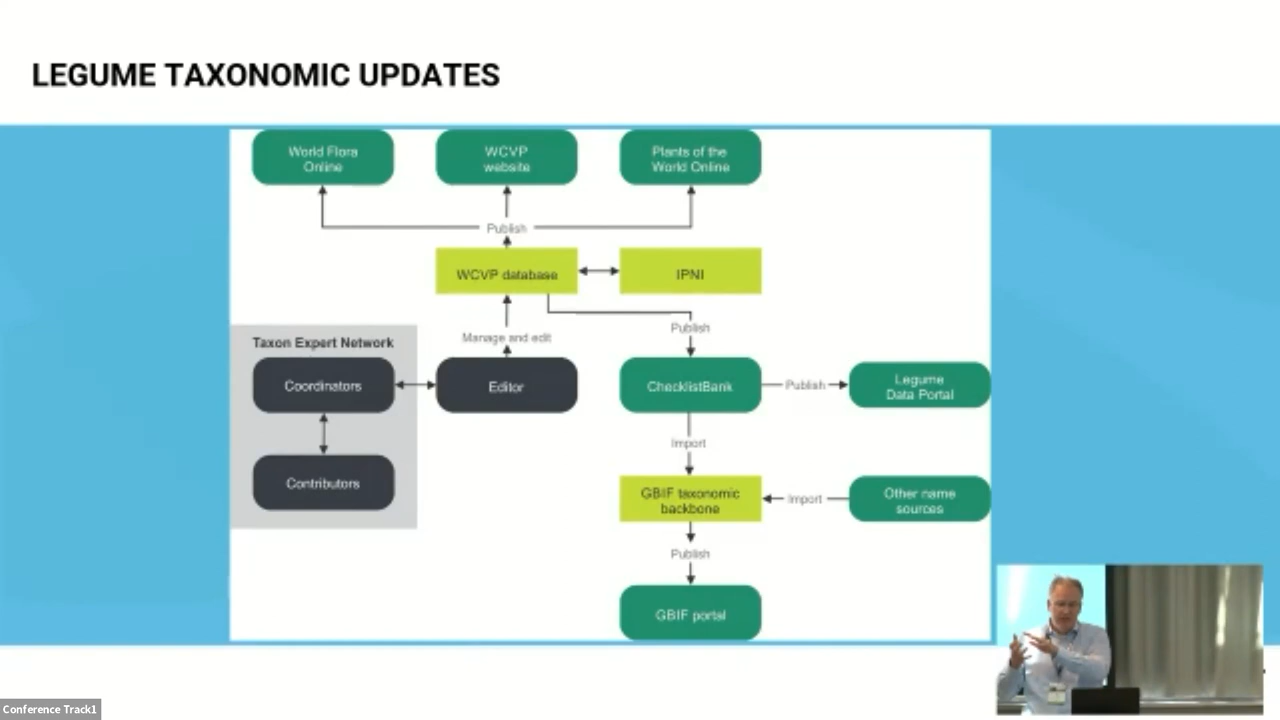 LEGUME TAXONOMIC UPDATES
World Flora
Online
WCVP
website
Plants of the
World Online
Publish
WCVP database
IPNI
Publish
Manage and edit
Taxon Expert Network
Coordinators
Editor
ChecklistBank
Publish
Legume
Data Portal
Import
Contributors
GBIF taxonomic
backbone
Import
Other name
sources
Publish
GBIF portal
Conference Track1